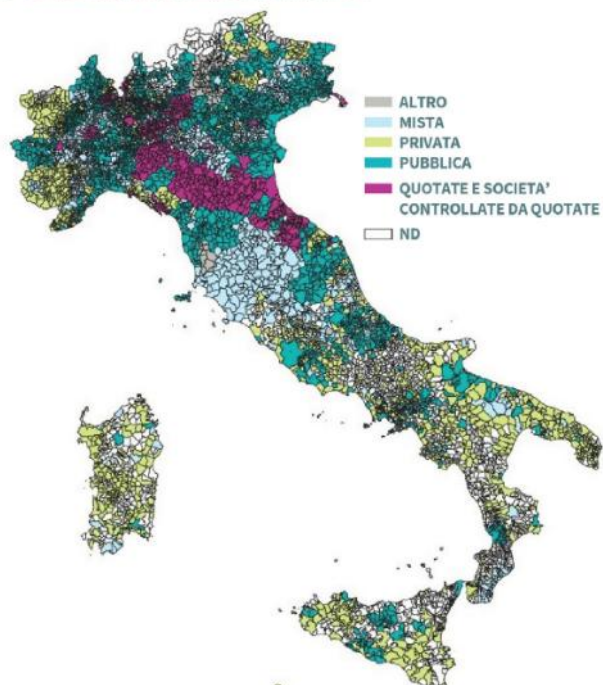 ALTRO
MISTA
PRIVATA
PUBBLICA
QUOTATE E SOCIETA'
CONTROLLATE DA QUOTATE
ND